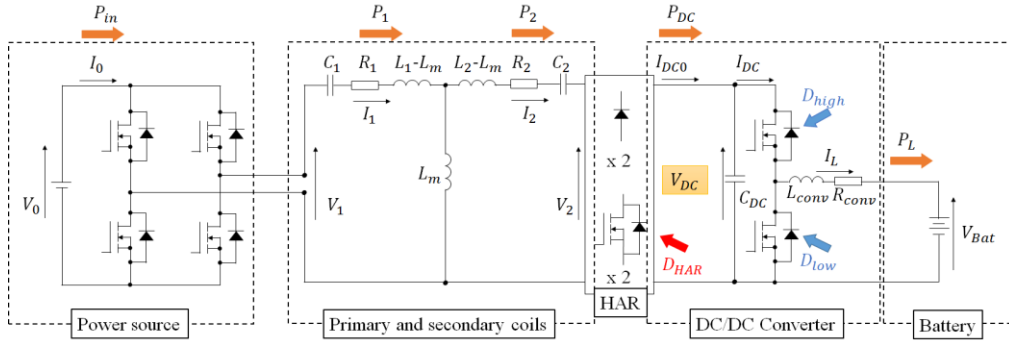 P_in
P_1
P_2
P_DC
I_0
C_1 R_1 L_1-L_m L_2-L_m R_2 C_2
I_DC0
I_DC
I_1
I_2
D_high
P_L
x 2
V_DC
I_L
V_0
V_1
L_m
V_2
C_DC
L_conv R_conv
V_Bat
D_HAR
D_low
x 2
HAR
Power source
Primary and secondary coils
DC/DC Converter
Battery